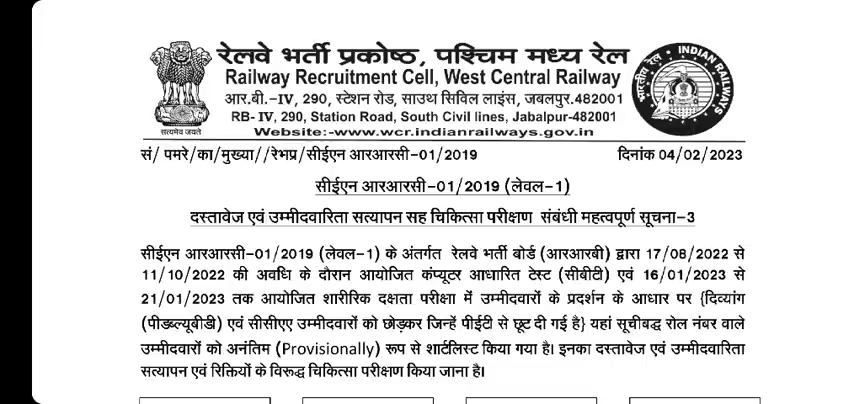 रेलवे भर्ती प्रकोष्ठ, पश्चिम मध्य रेल
Railway Recruitment Cell, West Central Railway
आर.बी.-IV, 290, स्टेशन रोड, साउथ सिविल लाइंस, जबलपुर.482001
RB- IV, 290, Station Road, South Civil lines, Jabalpur-482001
Website:-www.wcr.indianrailways.gov.in
सत्यमेव जयते
भारतीय रेल INDIAN RAILWAYS
सं/ पमरे/का/मुख्या//रेभप्र/सीईएन आरआरसी-01/2019 दिनांक 04/02/2023
सीईएन आरआरसी-01/2019 (लेवल-1)
दस्तावेज एवं उम्मीदवारिता सत्यापन सह चिकित्सा परीक्षण संबंधी महत्वपूर्ण सूचना-3
सीईएन आरआरसी-01/2019 (लेवल-1) के अंतर्गत रेलवे भर्ती बोर्ड (आरआरबी) द्वारा 17/08/2022 से
11/10/2022 की अवधि के दौरान आयोजित कंप्यूटर आधारित टेस्ट (सीबीटी) एवं 16/01/2023 से
21/01/2023 तक आयोजित शारीरिक दक्षता परीक्षा में उम्मीदवारों के प्रदर्शन के आधार पर {दिव्यांग
(पीडब्ल्यूबीडी) एवं सीसीएए उम्मीदवारों को छोड़कर जिन्हें पीईटी से छूट दी गई है} यहां सूचीबद्ध रोल नंबर वाले
उम्मीदवारों को अनंतिम (Provisionally) रूप से शार्टलिस्ट किया गया है। इनका दस्तावेज एवं उम्मीदवारिता
सत्यापन एवं रिक्तियों के विरूद्ध चिकित्सा परीक्षण किया जाना है।